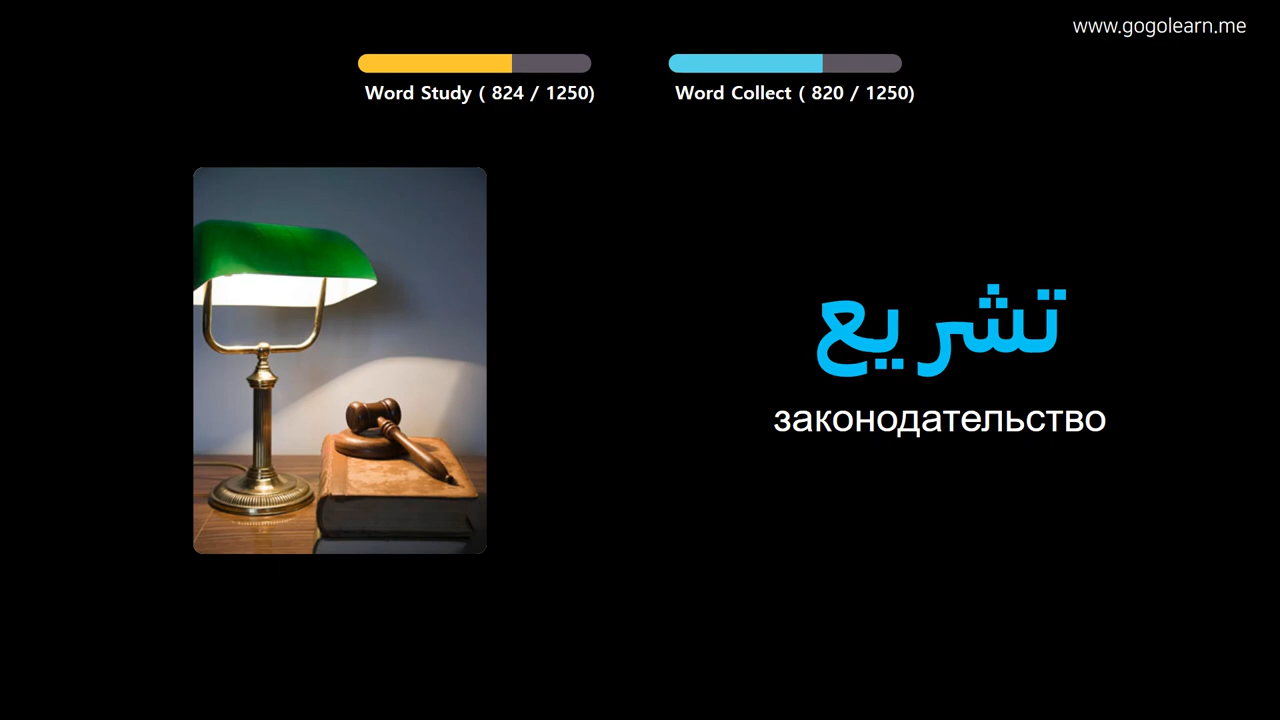 www.gogolearn.me
Word Study ( 824 / 1250)
Word Collect ( 820 / 1250)
تشريع
законодательство